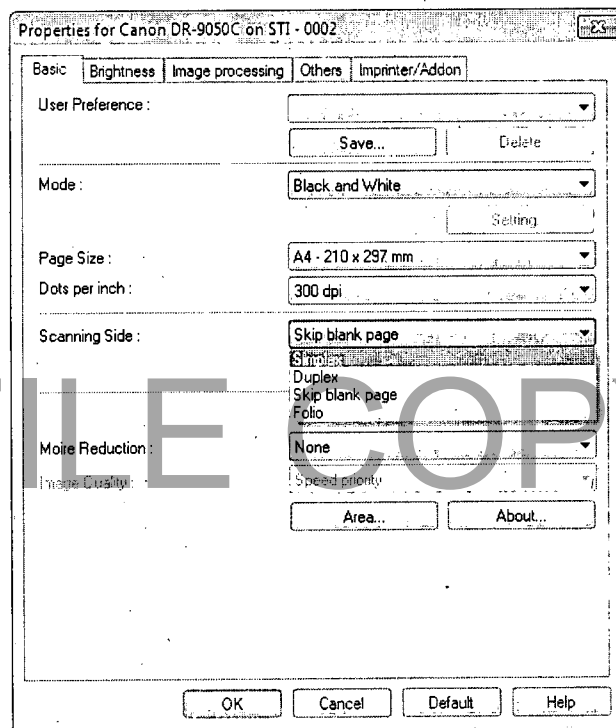 Properties for Canon DR-9050C on STI - 0002
Basic Brightness Image processing Others Imprinter/Addon
User Preference :
Save... Delete
Mode : Black and White
Setting
Page Size : A4 - 210 x 297 mm
Dots per inch : 300 dpi
Scanning Side : Skip blank page
Simplex
Duplex
Skip blank page
Folio
ILE COP
Moire Reduction : None
Image Quality : Speed priority
Area... About...
OK Cancel Default Help